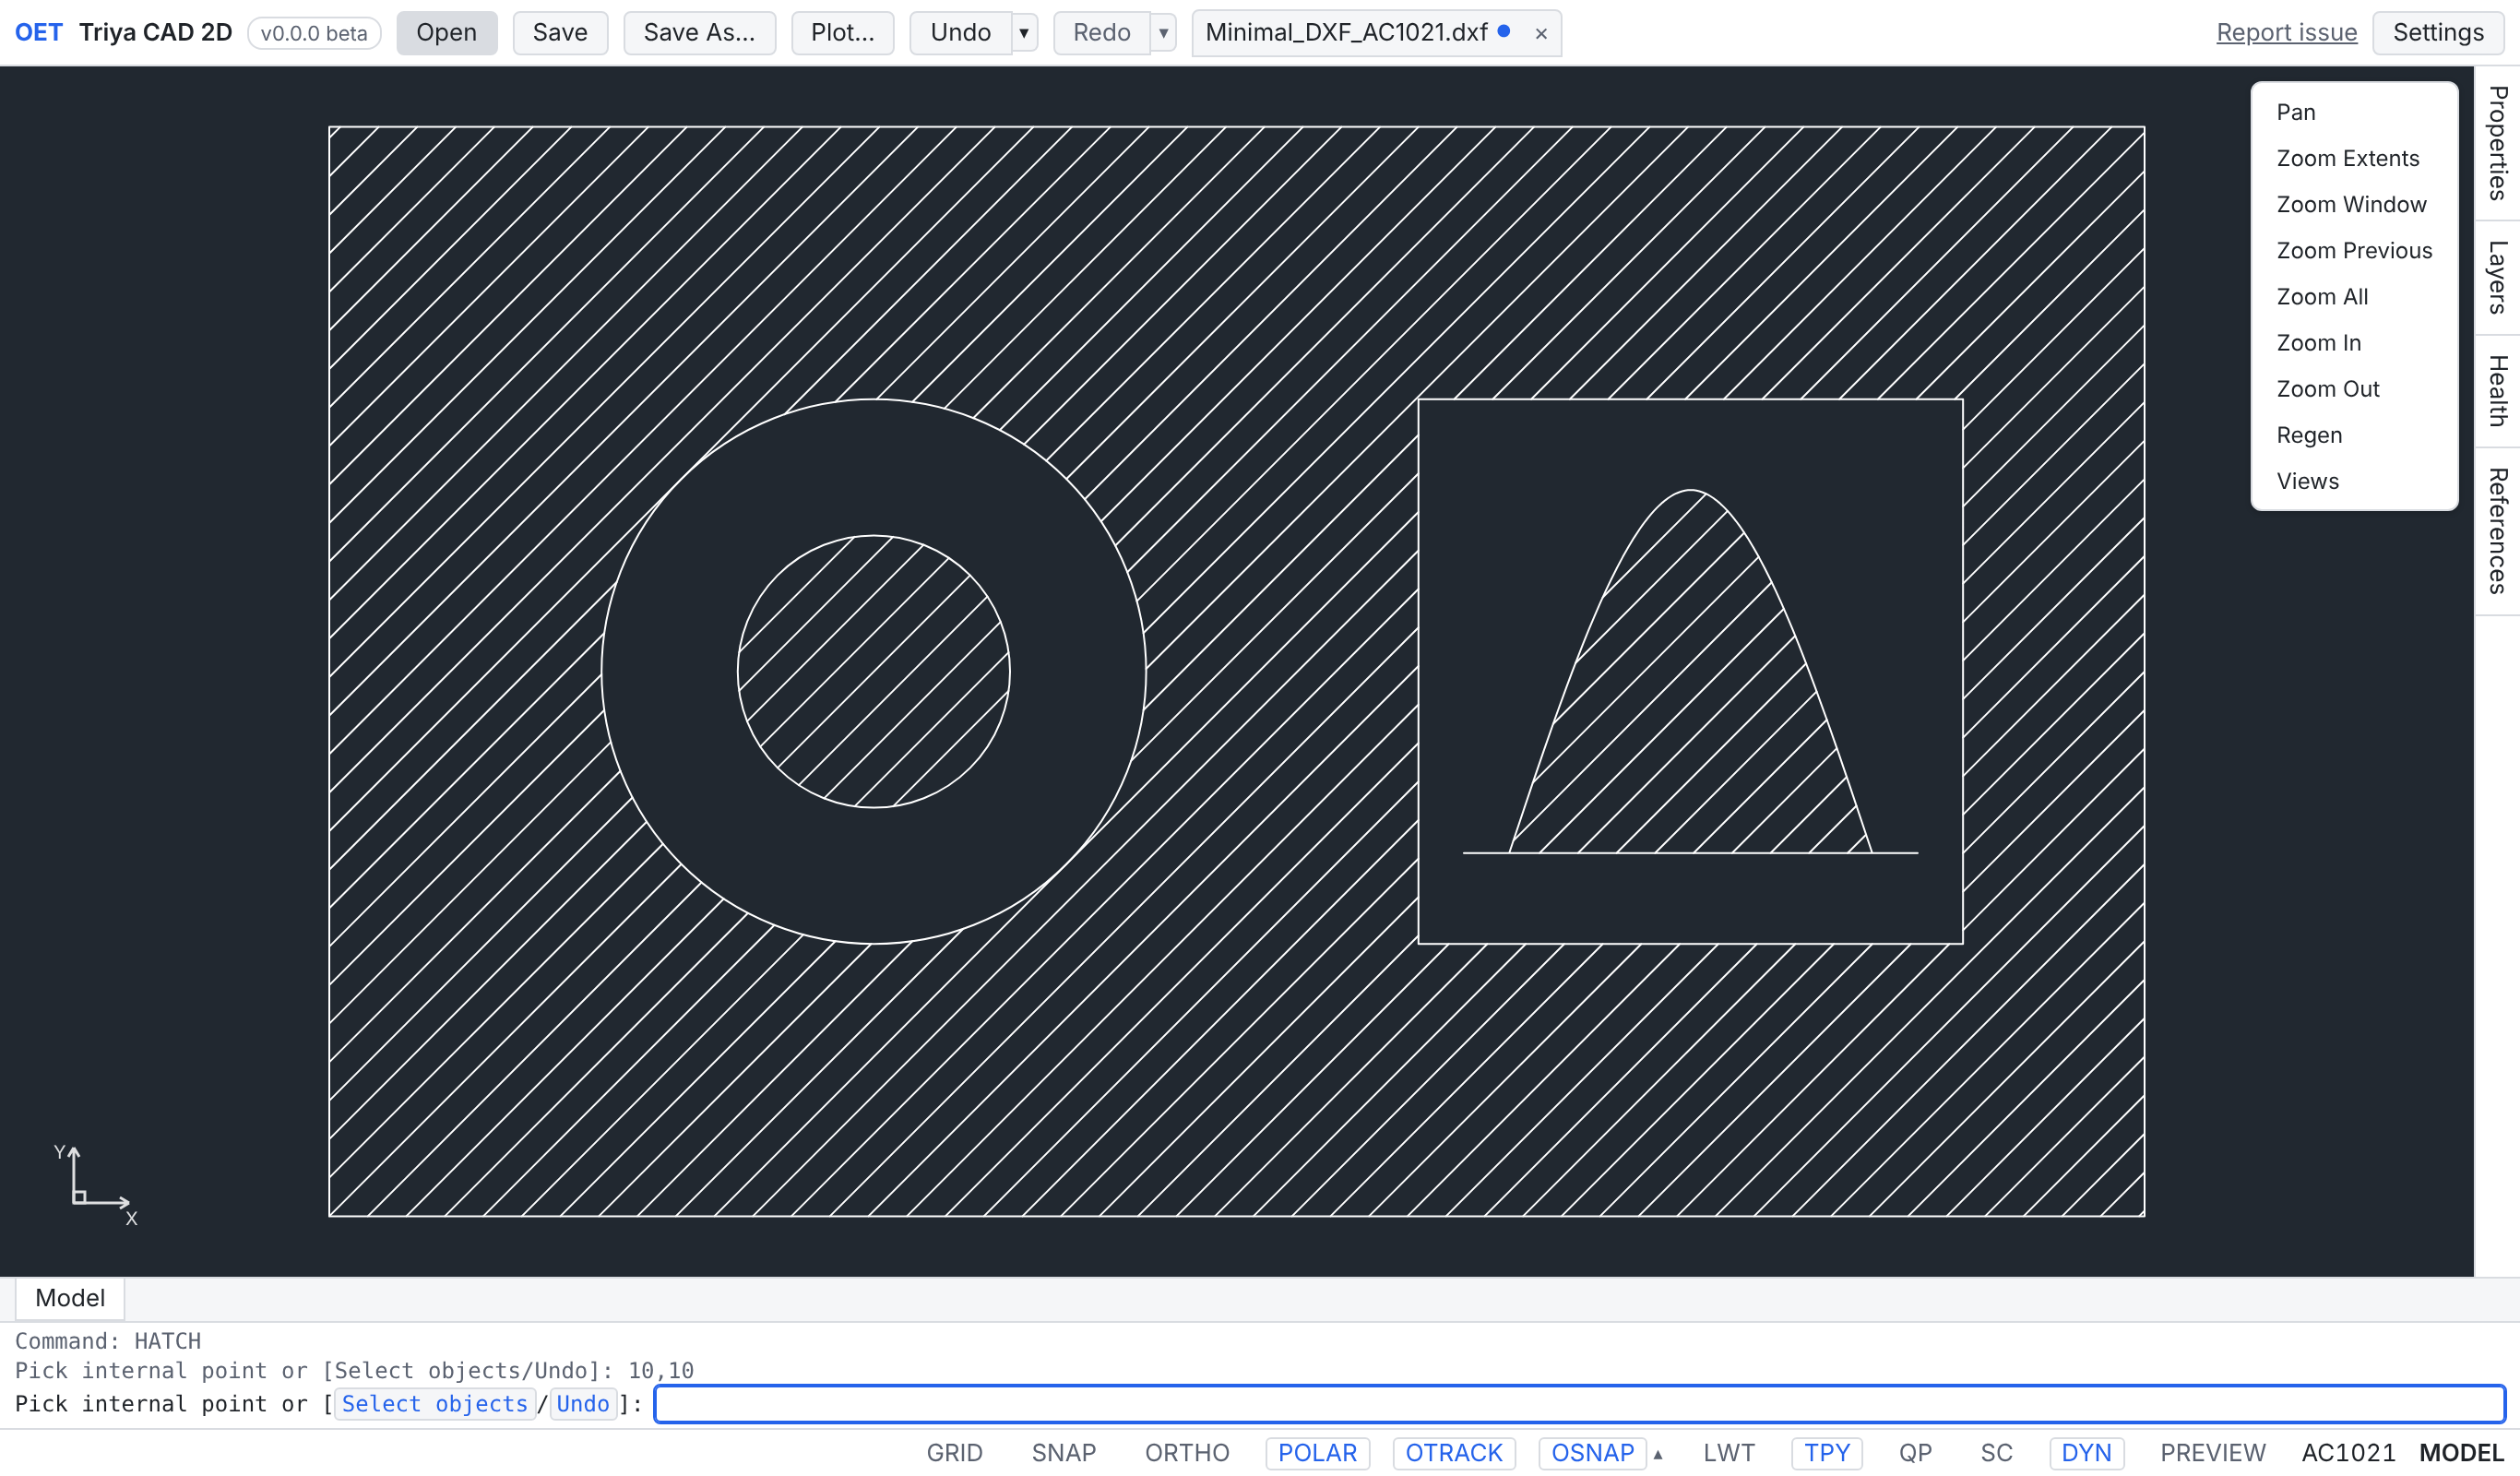 OET Triya CAD 2D v0.0.0 beta Open Save Save As... Plot... Undo ▾ Redo ▾ Minimal_DXF_AC1021.dxf × Report issue Settings
Pan
Zoom Extents
Zoom Window
Zoom Previous
Zoom All
Zoom In
Zoom Out
Regen
Views
Properties
Layers
Health
References
Y
X
Model
Command: HATCH
Pick internal point or [Select objects/Undo]: 10,10
Pick internal point or [Select objects/Undo]:
GRID SNAP ORTHO POLAR OTRACK OSNAP ▴ LWT TPY QP SC DYN PREVIEW AC1021 MODEL